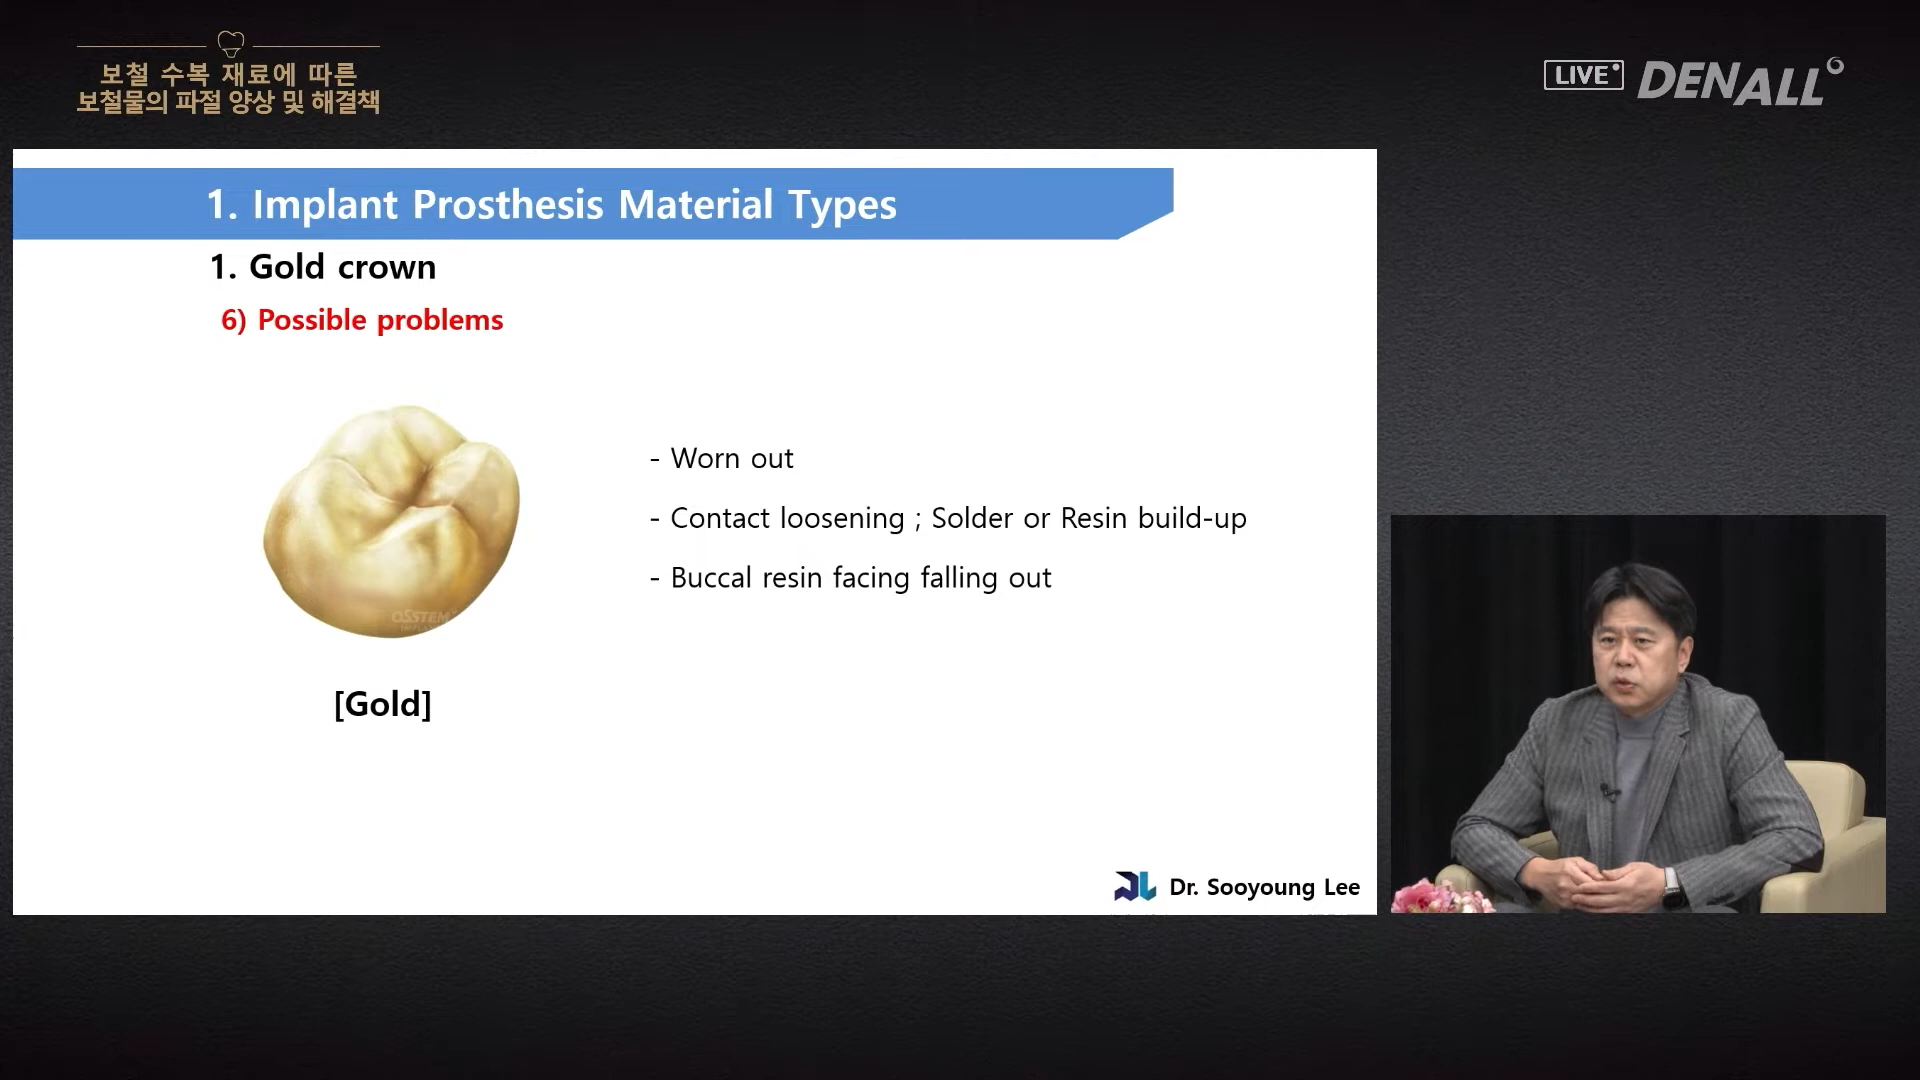 보철 수복 재료에 따른
보철물의 파절 양상 및 해결책
LIVE
DENALL
1. Implant Prosthesis Material Types
1. Gold crown
6) Possible problems
- Worn out
- Contact loosening ; Solder or Resin build-up
- Buccal resin facing falling out
OSSTEM
[Gold]
Dr. Sooyoung Lee